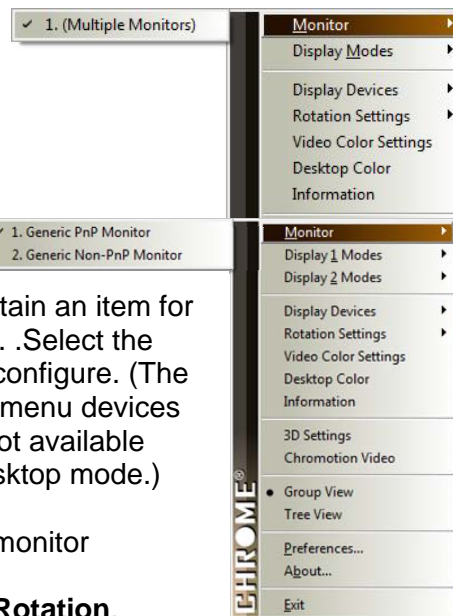 ✓ 1. (Multiple Monitors)
Monitor
Display Modes
Display Devices
Rotation Settings
Video Color Settings
Desktop Color
Information
✓ 1. Generic PnP Monitor
2. Generic Non-PnP Monitor
Monitor
Display 1 Modes
Display 2 Modes
Display Devices
Rotation Settings
Video Color Settings
Desktop Color
Information
3D Settings
Chromotion Video
• Group View
Tree View
Preferences...
About...
Exit
CHROME®
tain an item for
. .Select the
configure. (The
menu devices
ot available
sktop mode.)
monitor
Rotation,